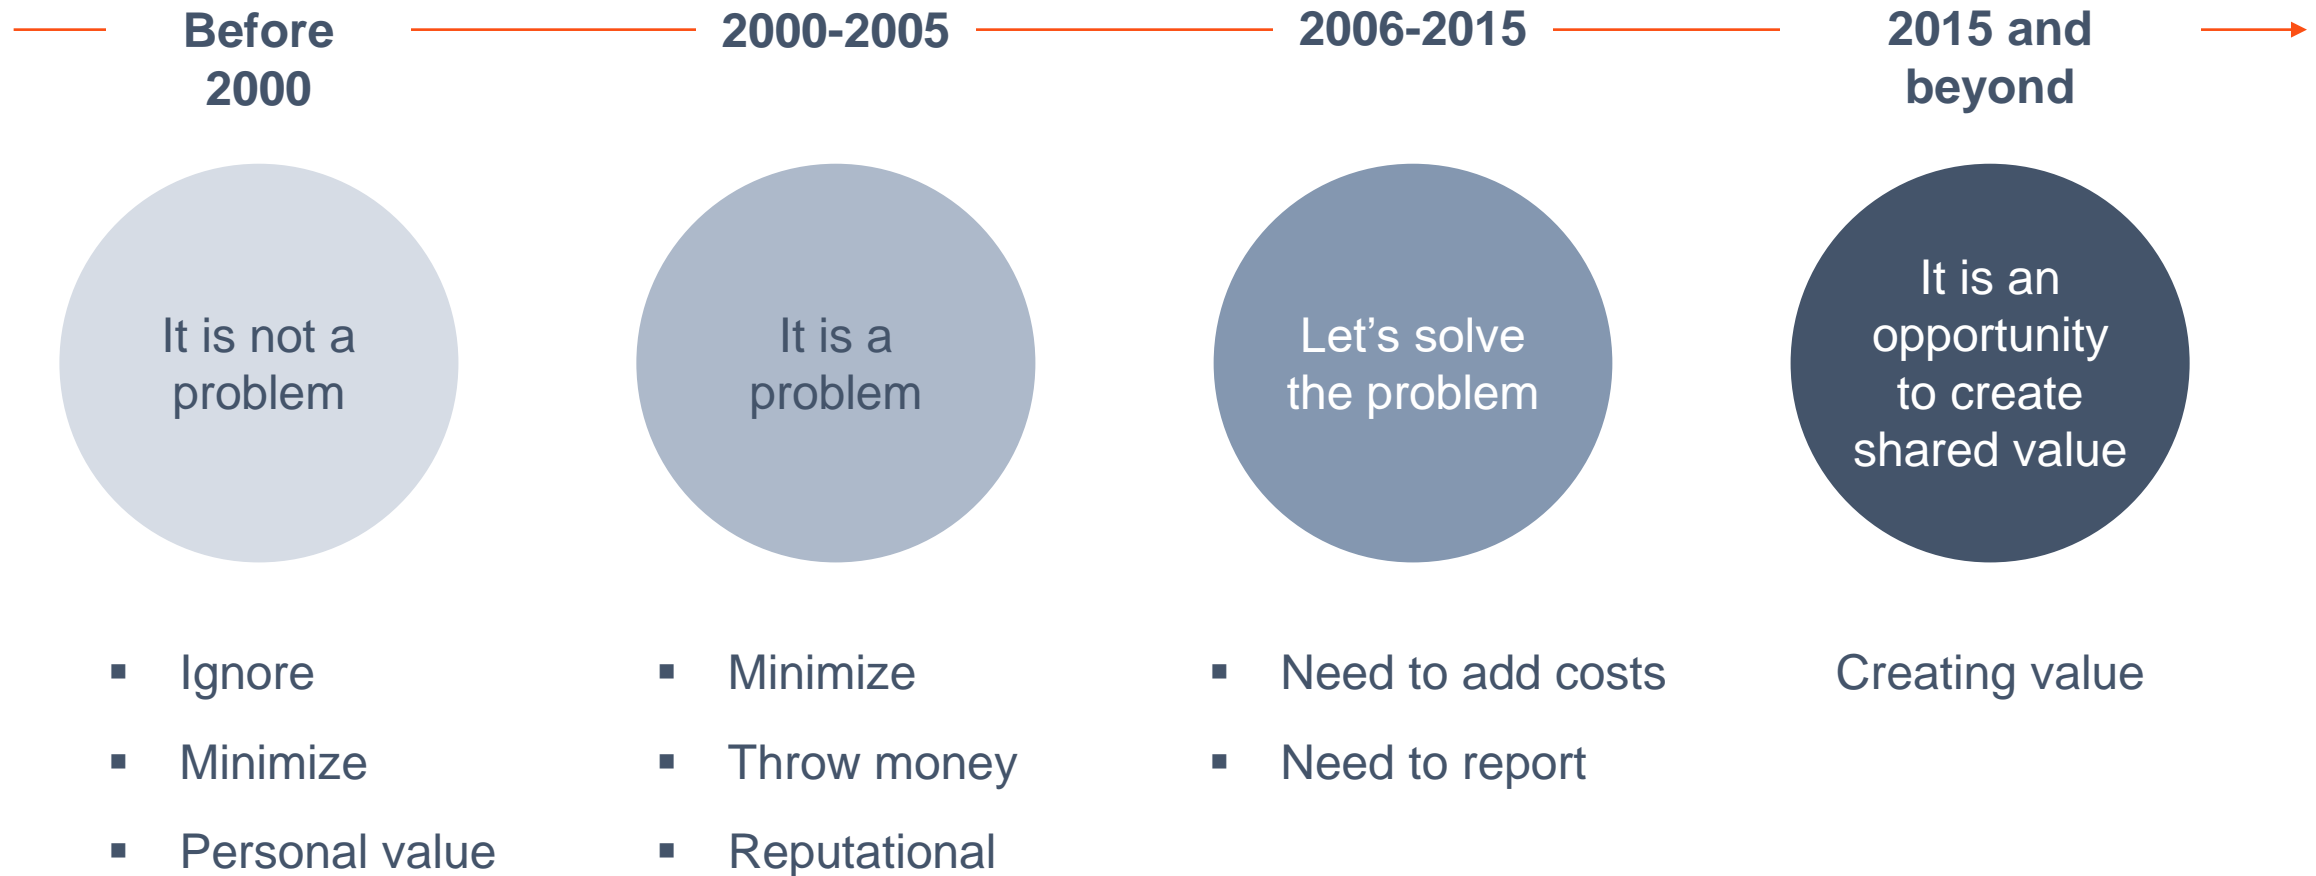 Before
2000
2000-2005
2006-2015
2015 and
beyond
It is not a
problem
It is a
problem
Let’s solve
the problem
It is an
opportunity
to create
shared value
▪ Ignore
▪ Minimize
▪ Personal value
▪ Minimize
▪ Throw money
▪ Reputational
▪ Need to add costs
▪ Need to report
Creating value